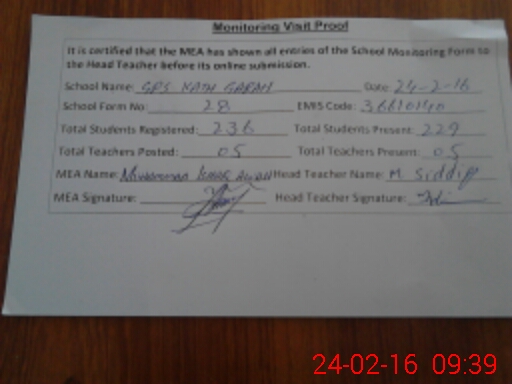 Monitoring Visit Proof
It is certified that the MEA has shown all entries of the School Monitoring Form to
the Head Teacher before its online submission.
School Name: GPS Date: 24-2-16
School Form No: 28 EMIS Code:
Total Students Registered: 236 Total Students Present: 229
Total Teachers Posted: 05 Total Teachers Present: 05
MEA Name: Head Teacher Name: M. Siddiq
MEA Signature: Head Teacher Signature:
24-02-16 09:39